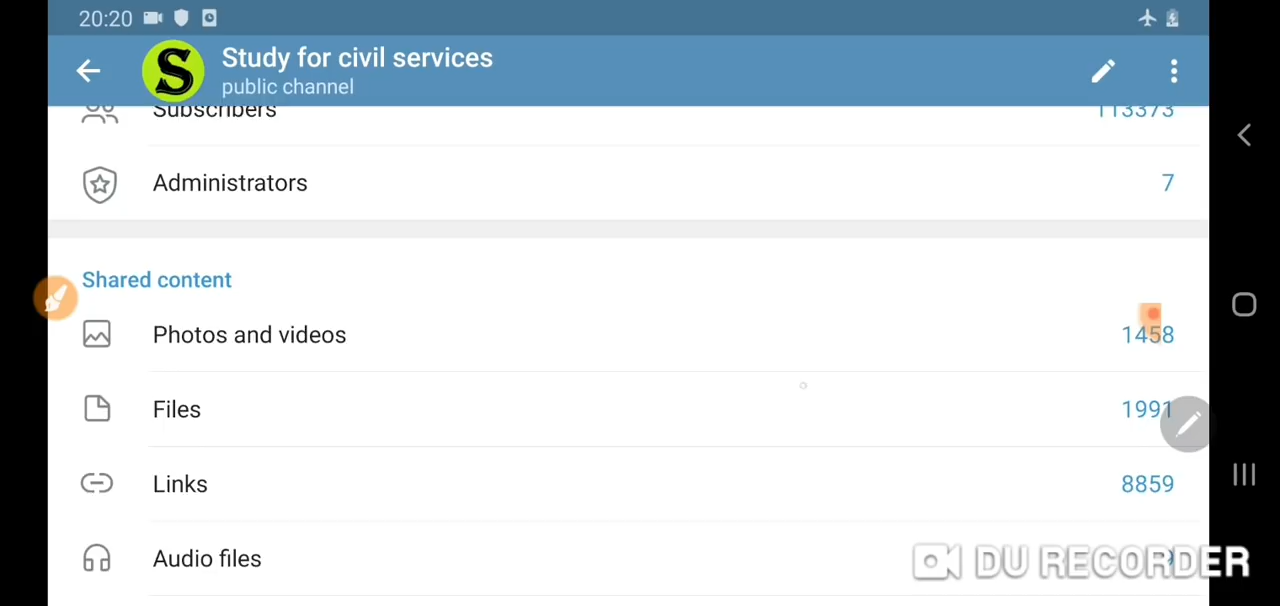 20:20
S
Study for civil services
public channel
Subscribers 113373
Administrators 7
Shared content
Photos and videos 1458
Files 1991
Links 8859
Audio files
DU RECORDER